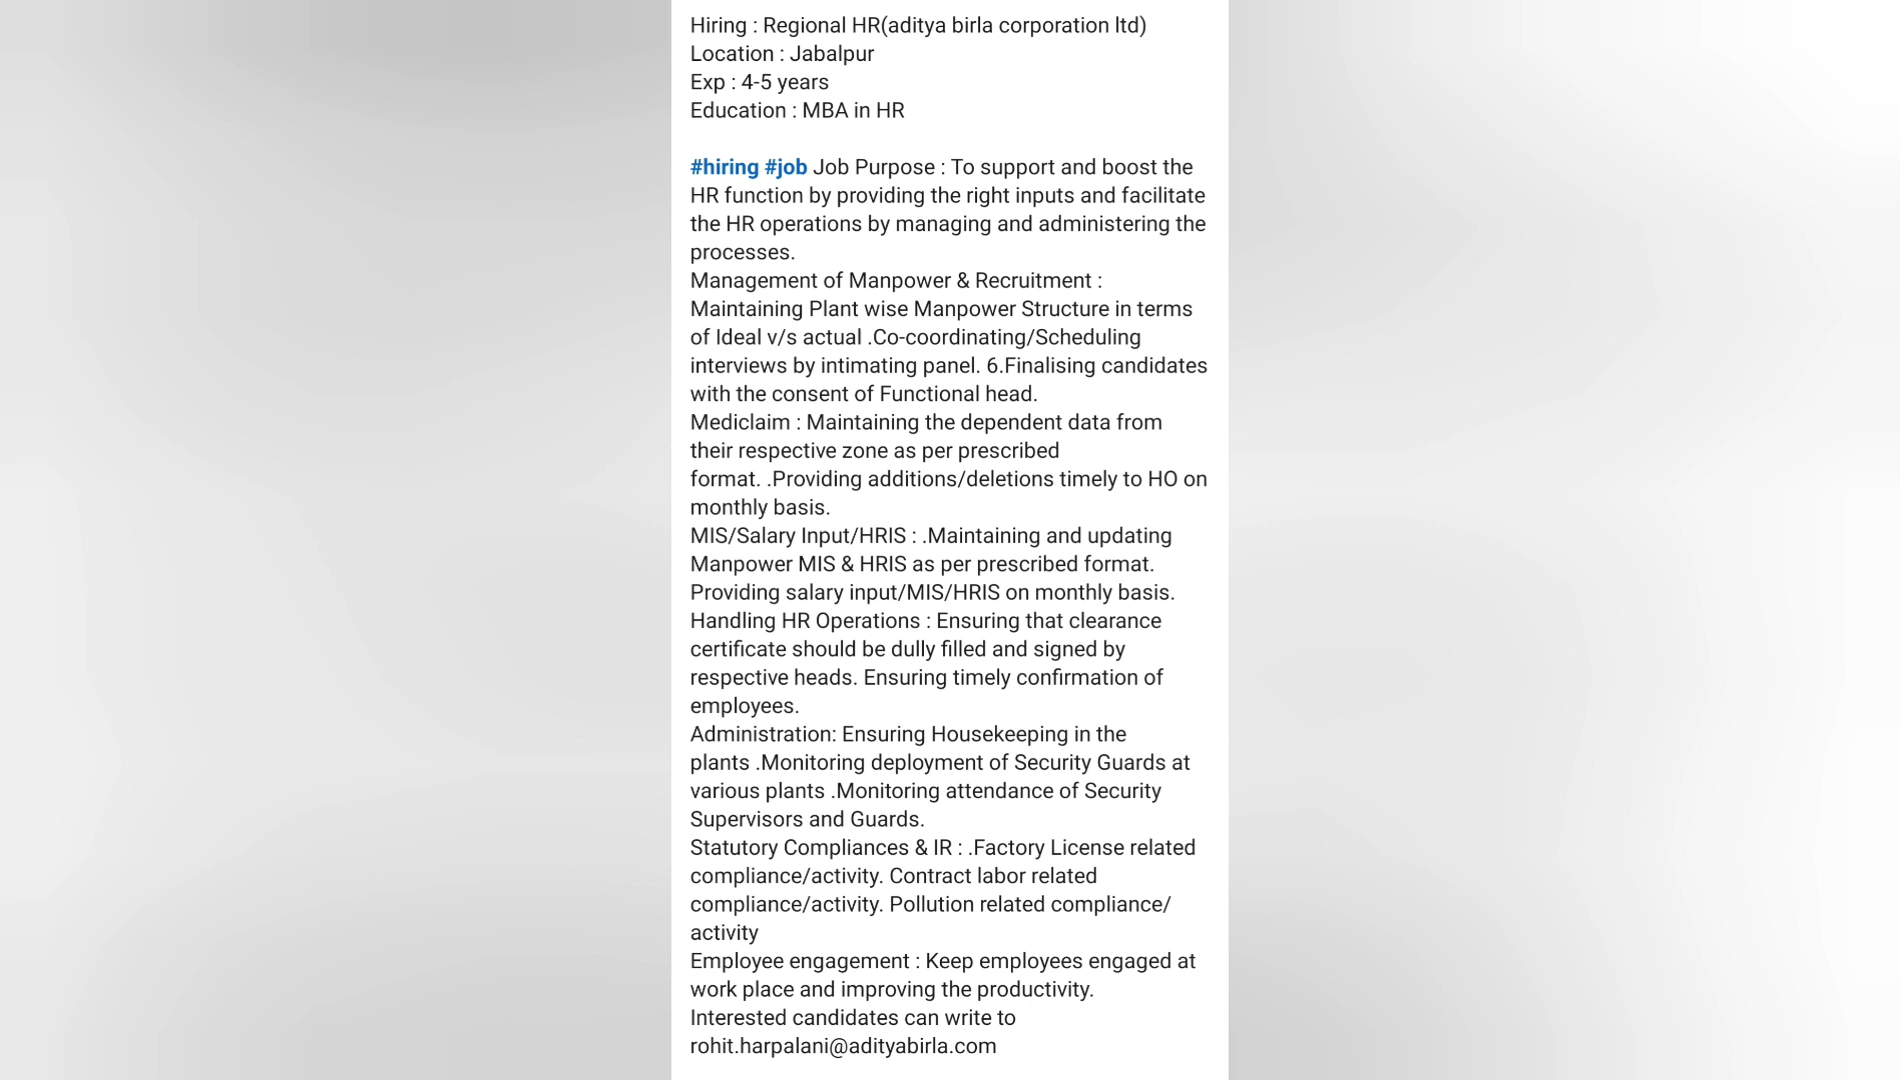 Hiring : Regional HR(aditya birla corporation ltd)
Location : Jabalpur
Exp : 4-5 years
Education : MBA in HR
#hiring #job Job Purpose : To support and boost the
HR function by providing the right inputs and facilitate
the HR operations by managing and administering the
processes.
Management of Manpower & Recruitment :
Maintaining Plant wise Manpower Structure in terms
of Ideal v/s actual .Co-coordinating/Scheduling
interviews by intimating panel. 6.Finalising candidates
with the consent of Functional head.
Mediclaim : Maintaining the dependent data from
their respective zone as per prescribed
format. .Providing additions/deletions timely to HO on
monthly basis.
MIS/Salary Input/HRIS : .Maintaining and updating
Manpower MIS & HRIS as per prescribed format.
Providing salary input/MIS/HRIS on monthly basis.
Handling HR Operations : Ensuring that clearance
certificate should be dully filled and signed by
respective heads. Ensuring timely confirmation of
employees.
Administration: Ensuring Housekeeping in the
plants .Monitoring deployment of Security Guards at
various plants .Monitoring attendance of Security
Supervisors and Guards.
Statutory Compliances & IR : .Factory License related
compliance/activity. Contract labor related
compliance/activity. Pollution related compliance/
activity
Employee engagement : Keep employees engaged at
work place and improving the productivity.
Interested candidates can write to
rohit.harpalani@adityabirla.com